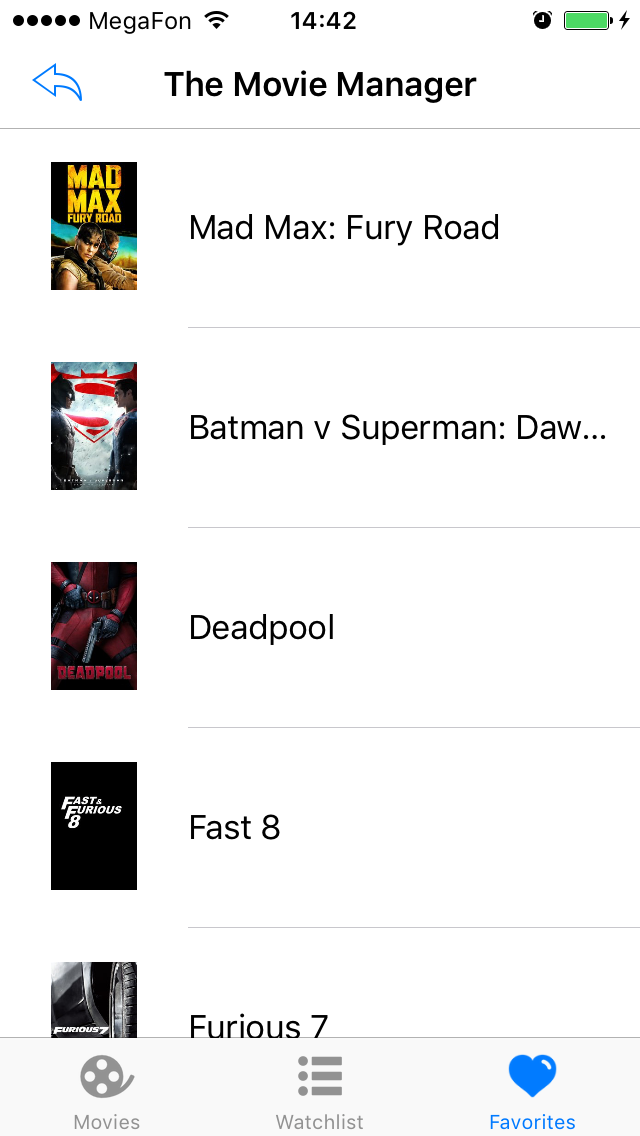 MegaFon 14:42
The Movie Manager
MAD
MAX
FURY ROAD
Mad Max: Fury Road
Batman v Superman: Daw...
DEADPOOL
Deadpool
FAST &
FURIOUS
8
Fast 8
FURIOUS 7
Furious 7
Movies Watchlist Favorites